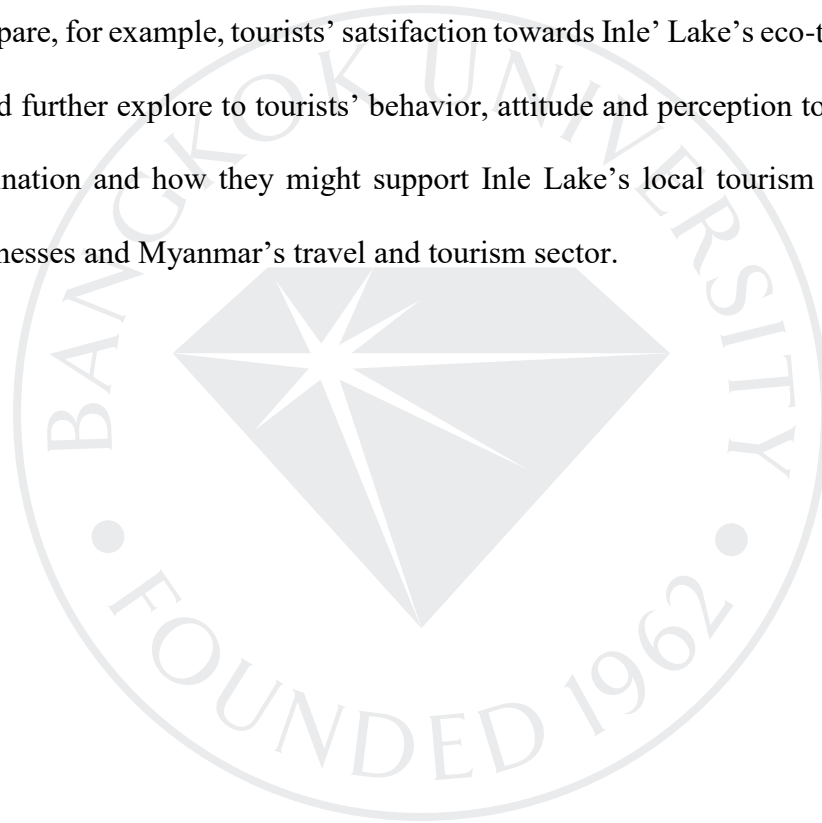 pare, for example, tourists’ satsifaction towards Inle’ Lake’s eco-t
d further explore to tourists’ behavior, attitude and perception to
nation and how they might support Inle Lake’s local tourism
nesses and Myanmar’s travel and tourism sector.
BANGKOK UNIVERSITY
FOUNDED 1962